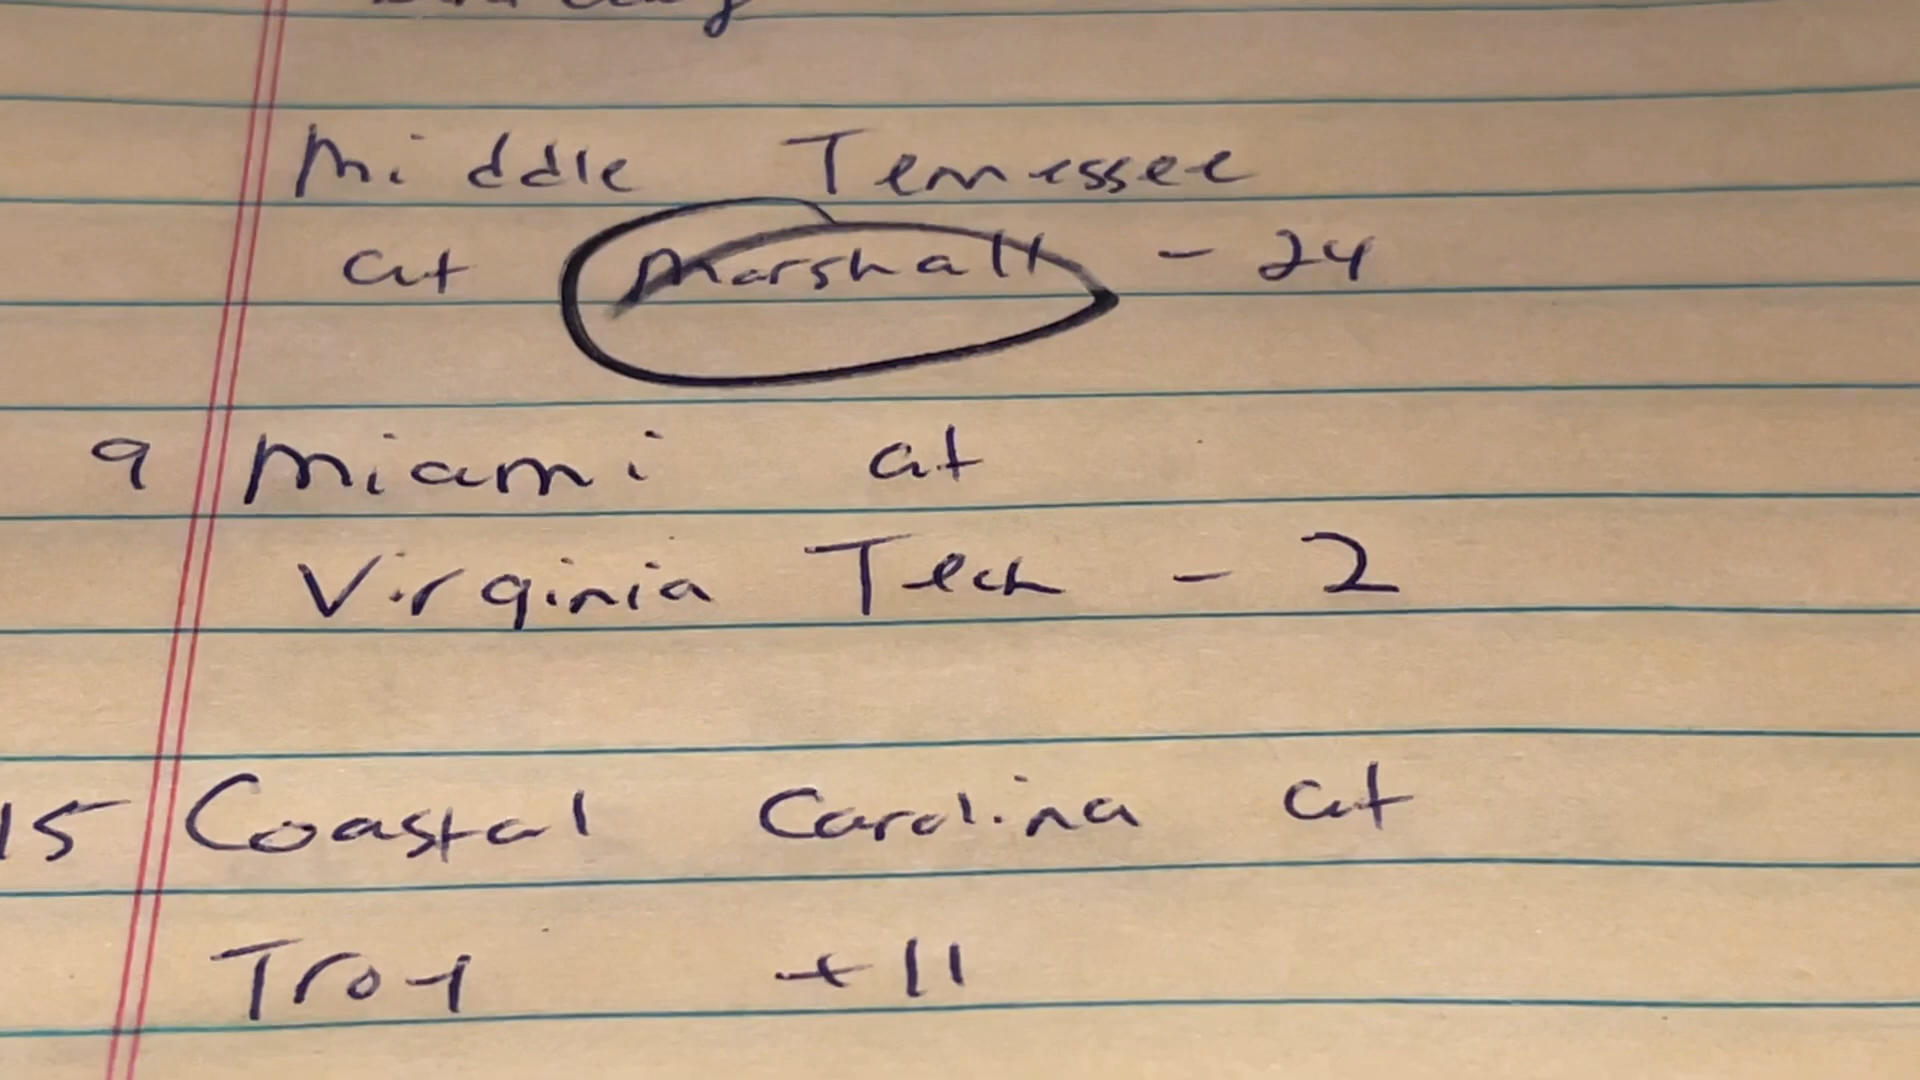 Middle Tennessee
at Marshall - 24
9 Miami at
Virginia Tech - 2
15 Coastal Carolina at
Troy +11